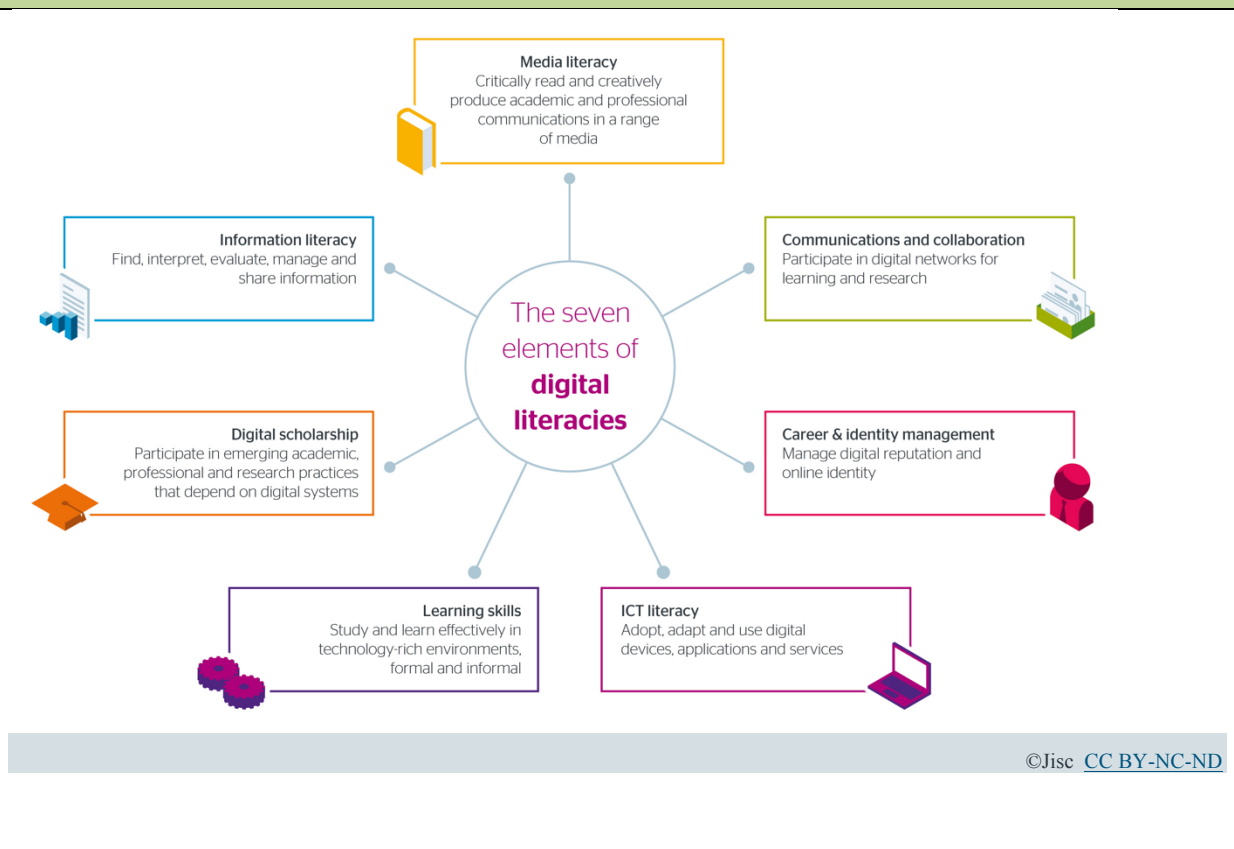 Media literacy
Critically read and creatively
produce academic and professional
communications in a range
of media
Information literacy
Find, interpret, evaluate, manage and
share information
Communications and collaboration
Participate in digital networks for
learning and research
The seven
elements of
digital
literacies
Digital scholarship
Participate in emerging academic,
professional and research practices
that depend on digital systems
Career & identity management
Manage digital reputation and
online identity
Learning skills
Study and learn effectively in
technology-rich environments,
formal and informal
ICT literacy
Adopt, adapt and use digital
devices, applications and services
©Jisc CC BY-NC-ND